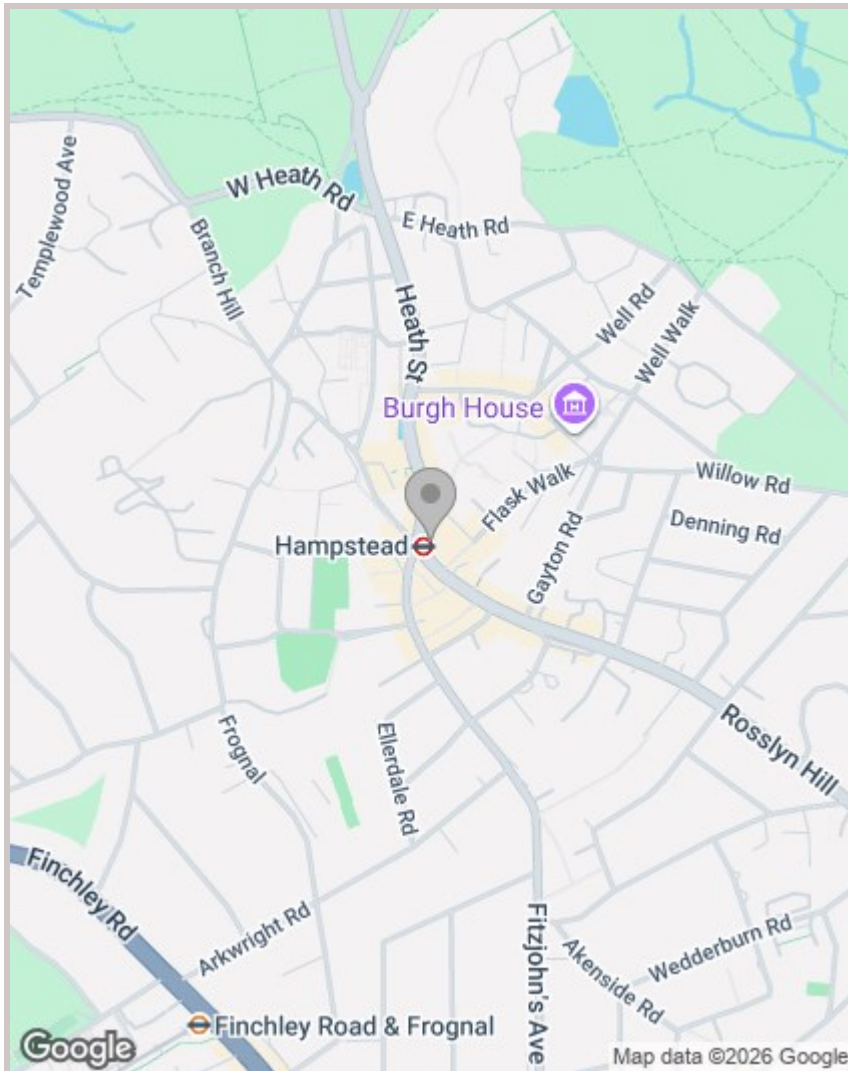 Templewood Ave
W Heath Rd
Branch Hill
E Heath Rd
Heath St
Well Rd
Well Walk
Burgh House
Willow Rd
Flask Walk
Denning Rd
Hampstead
Gayton Rd
Frognal
Ellerdale Rd
Rosslyn Hill
Finchley Rd
Arkwright Rd
Fitzjohn's Ave
Akenside Rd
Wedderburn Rd
Finchley Road & Frognal
Google
Map data ©2026 Google